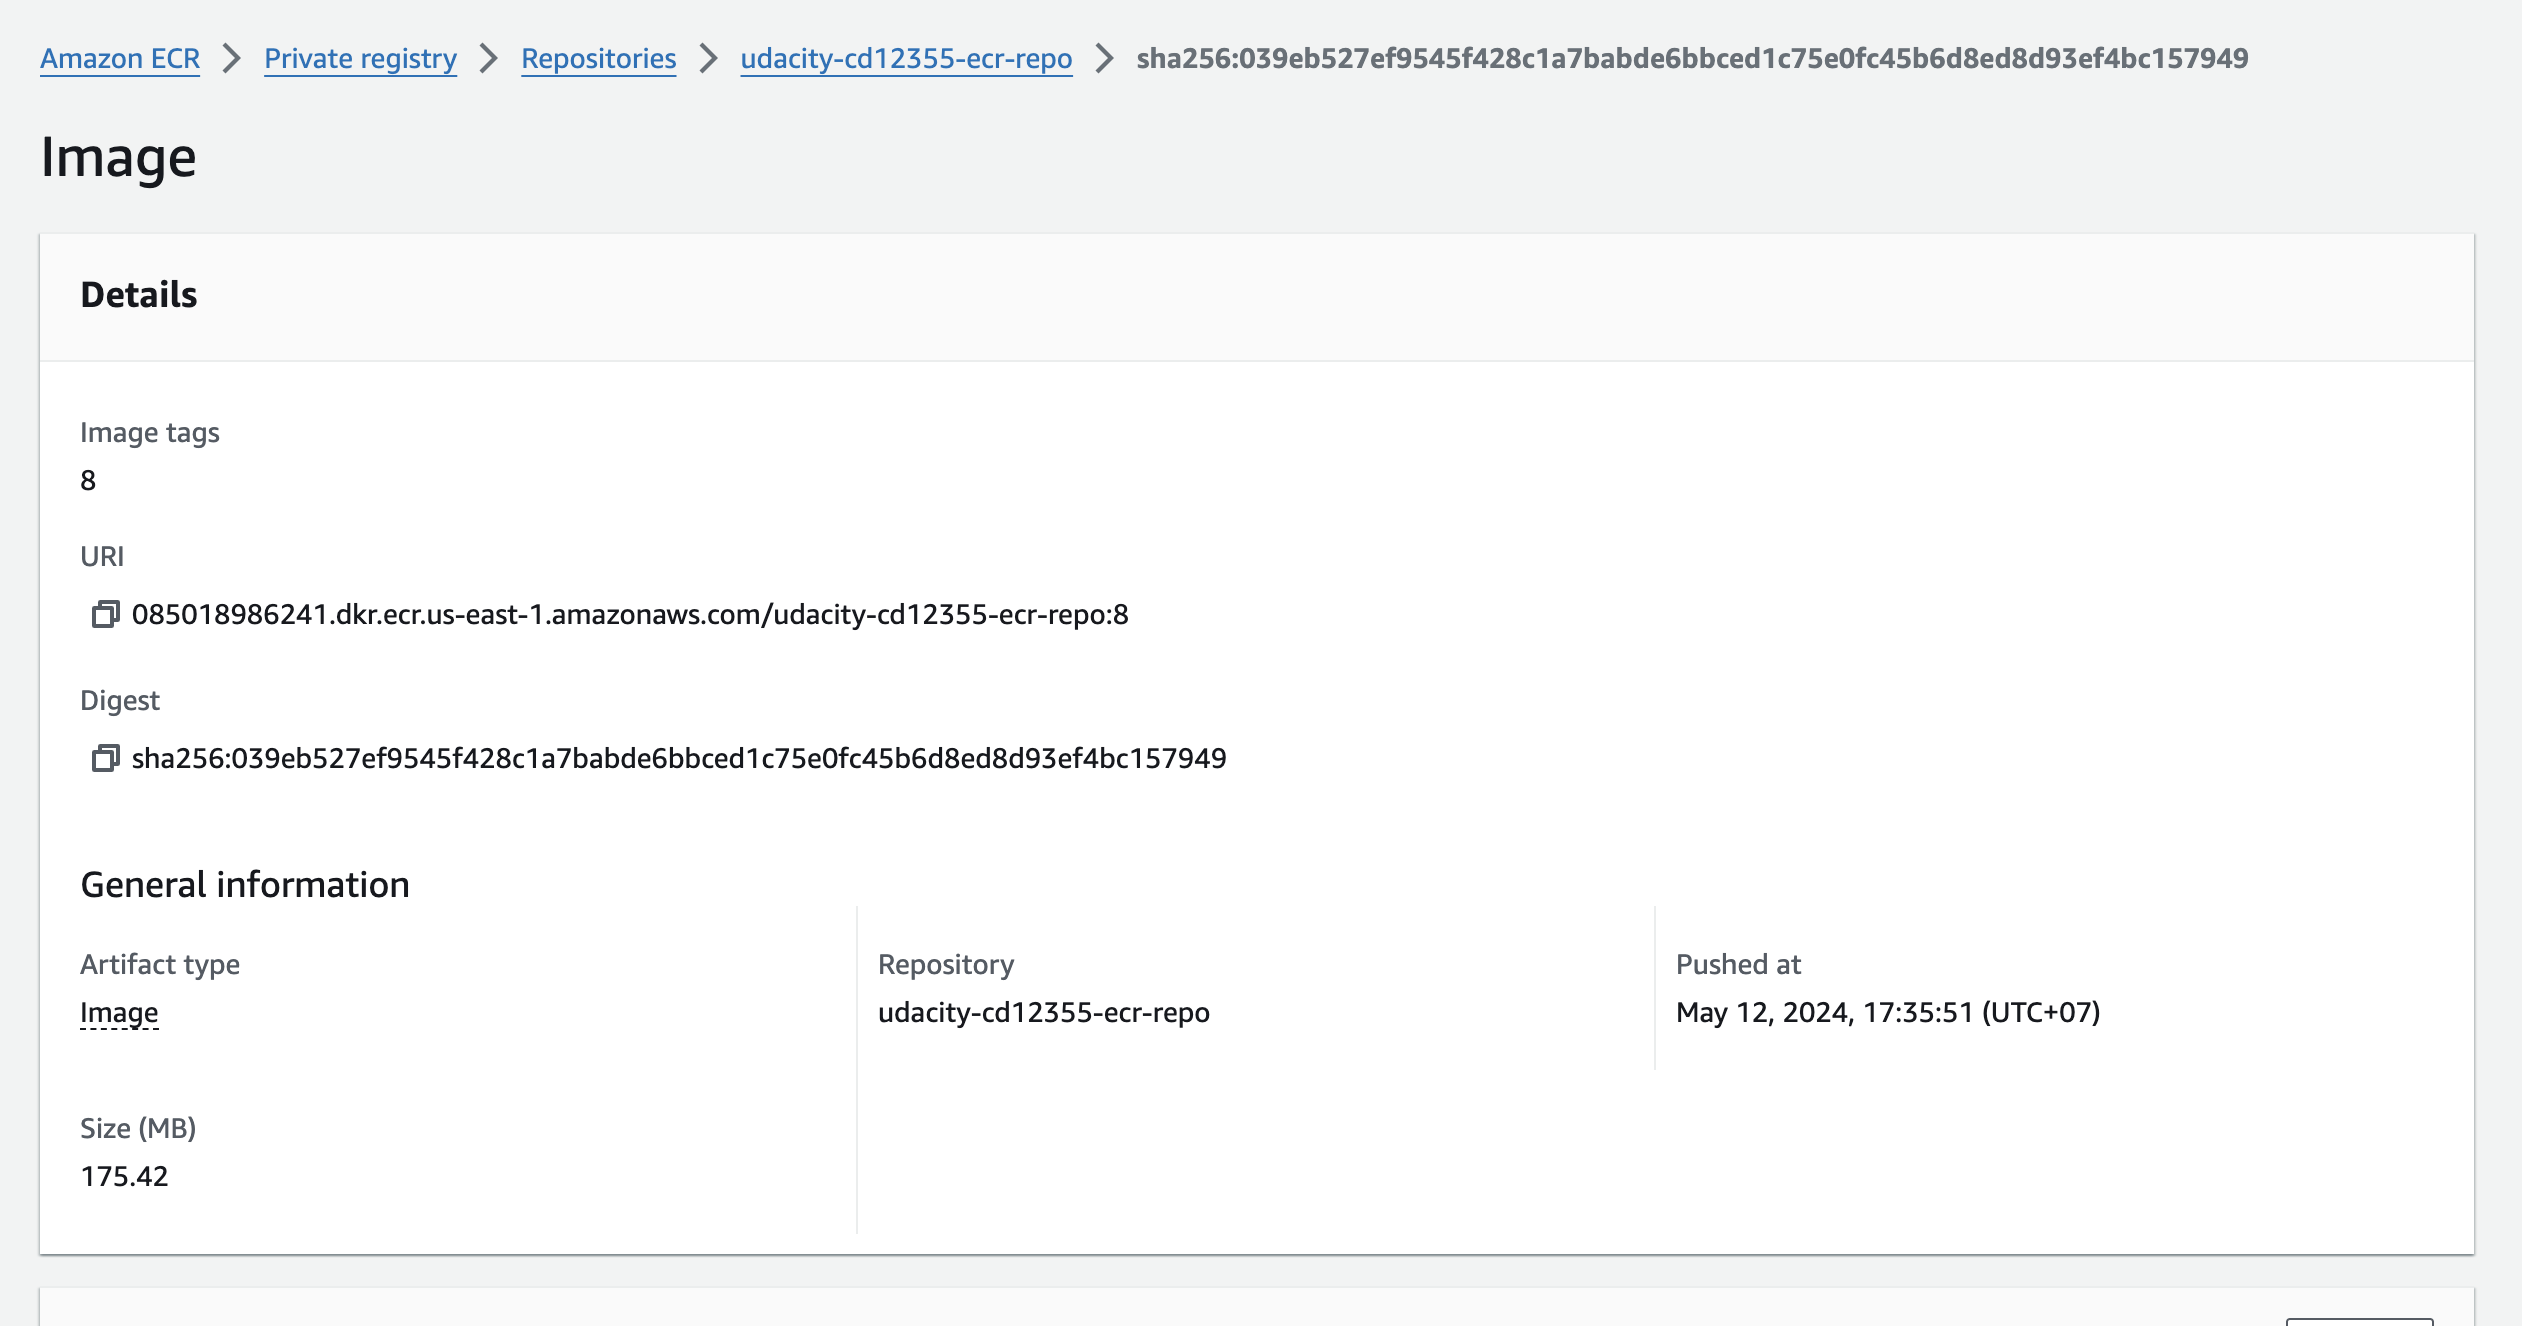 Amazon ECR > Private registry > Repositories > udacity-cd12355-ecr-repo > sha256:039eb527ef9545f428c1a7babde6bbced1c75e0fc45b6d8ed8d93ef4bc157949
Image
Details
Image tags
8
URI
085018986241.dkr.ecr.us-east-1.amazonaws.com/udacity-cd12355-ecr-repo:8
Digest
sha256:039eb527ef9545f428c1a7babde6bbced1c75e0fc45b6d8ed8d93ef4bc157949
General information
Artifact type
Image
Repository
udacity-cd12355-ecr-repo
Pushed at
May 12, 2024, 17:35:51 (UTC+07)
Size (MB)
175.42